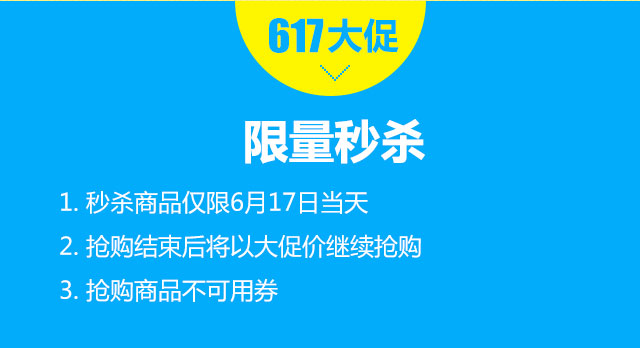 617大促
限量秒杀
1. 秒杀商品仅限6月17日当天
2. 抢购结束后将以大促价继续抢购
3. 抢购商品不可用券